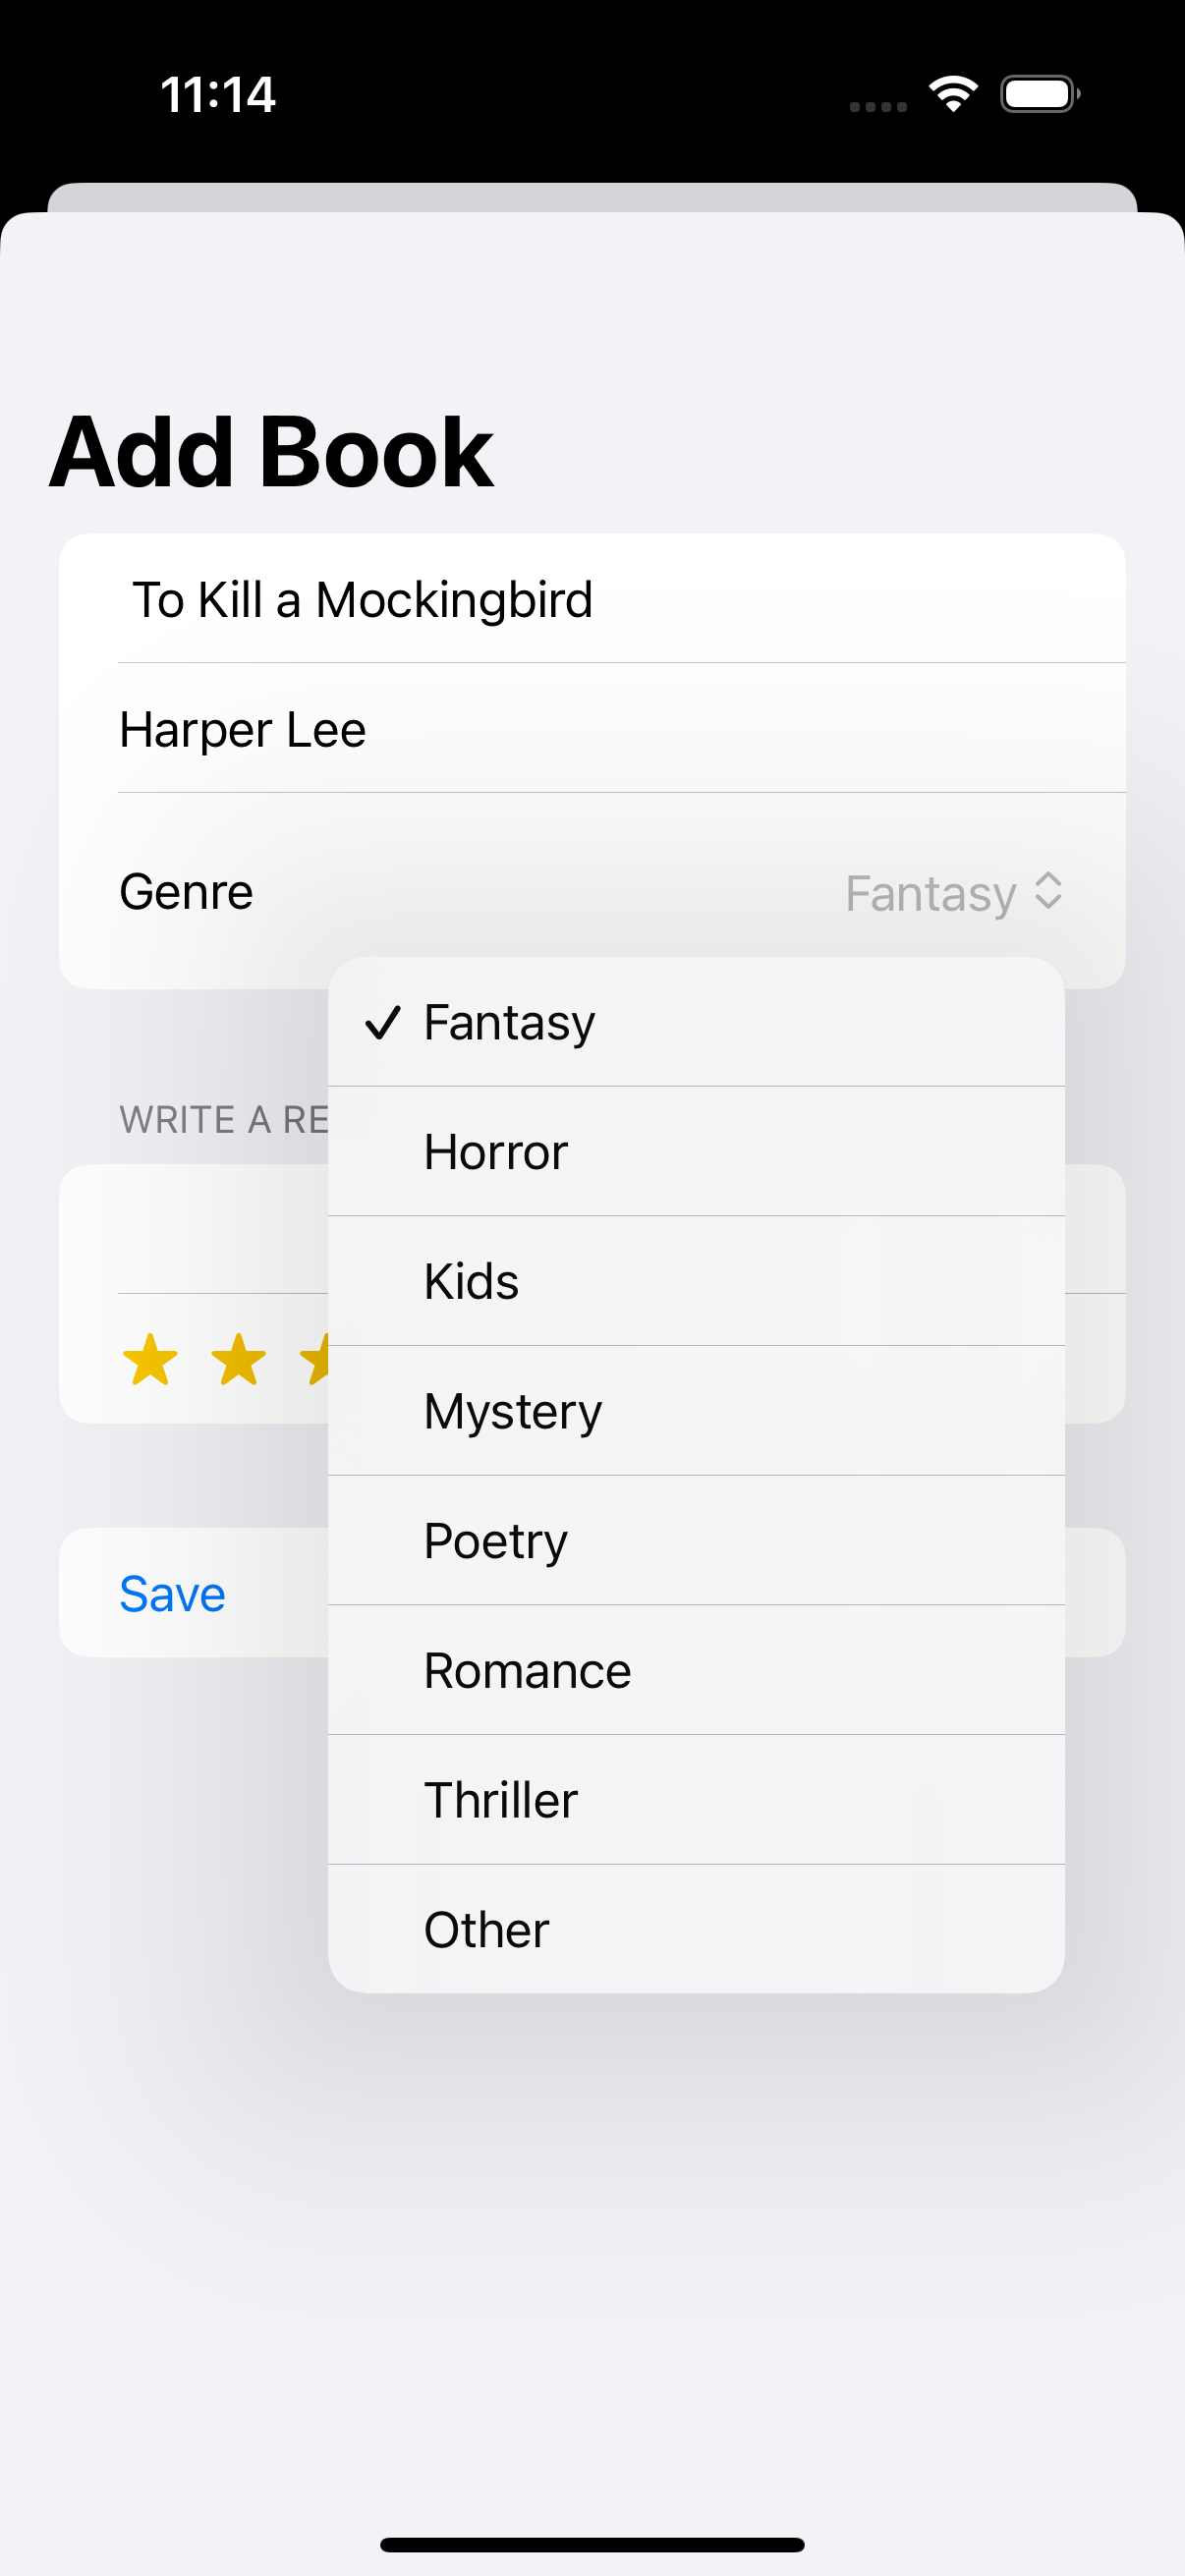 11:14
Add Book
To Kill a Mockingbird
Harper Lee
Genre Fantasy
Fantasy
WRITE A RE
Horror
Kids
Mystery
Poetry
Save
Romance
Thriller
Other